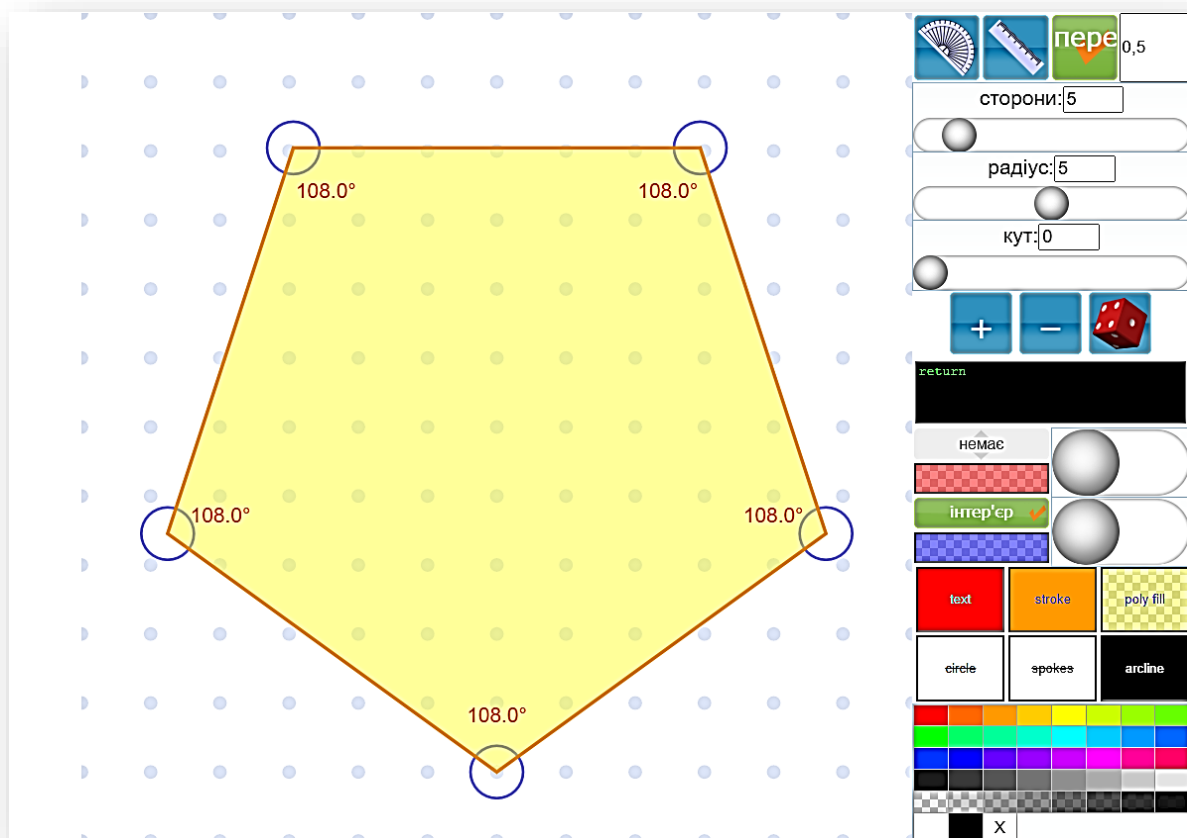 пере
0,5
сторони: 5
радіус: 5
кут: 0
+ −
return
немає
інтер'єр
text stroke poly fill
circle spokes arcline
X
108.0° 108.0°
108.0° 108.0°
108.0°